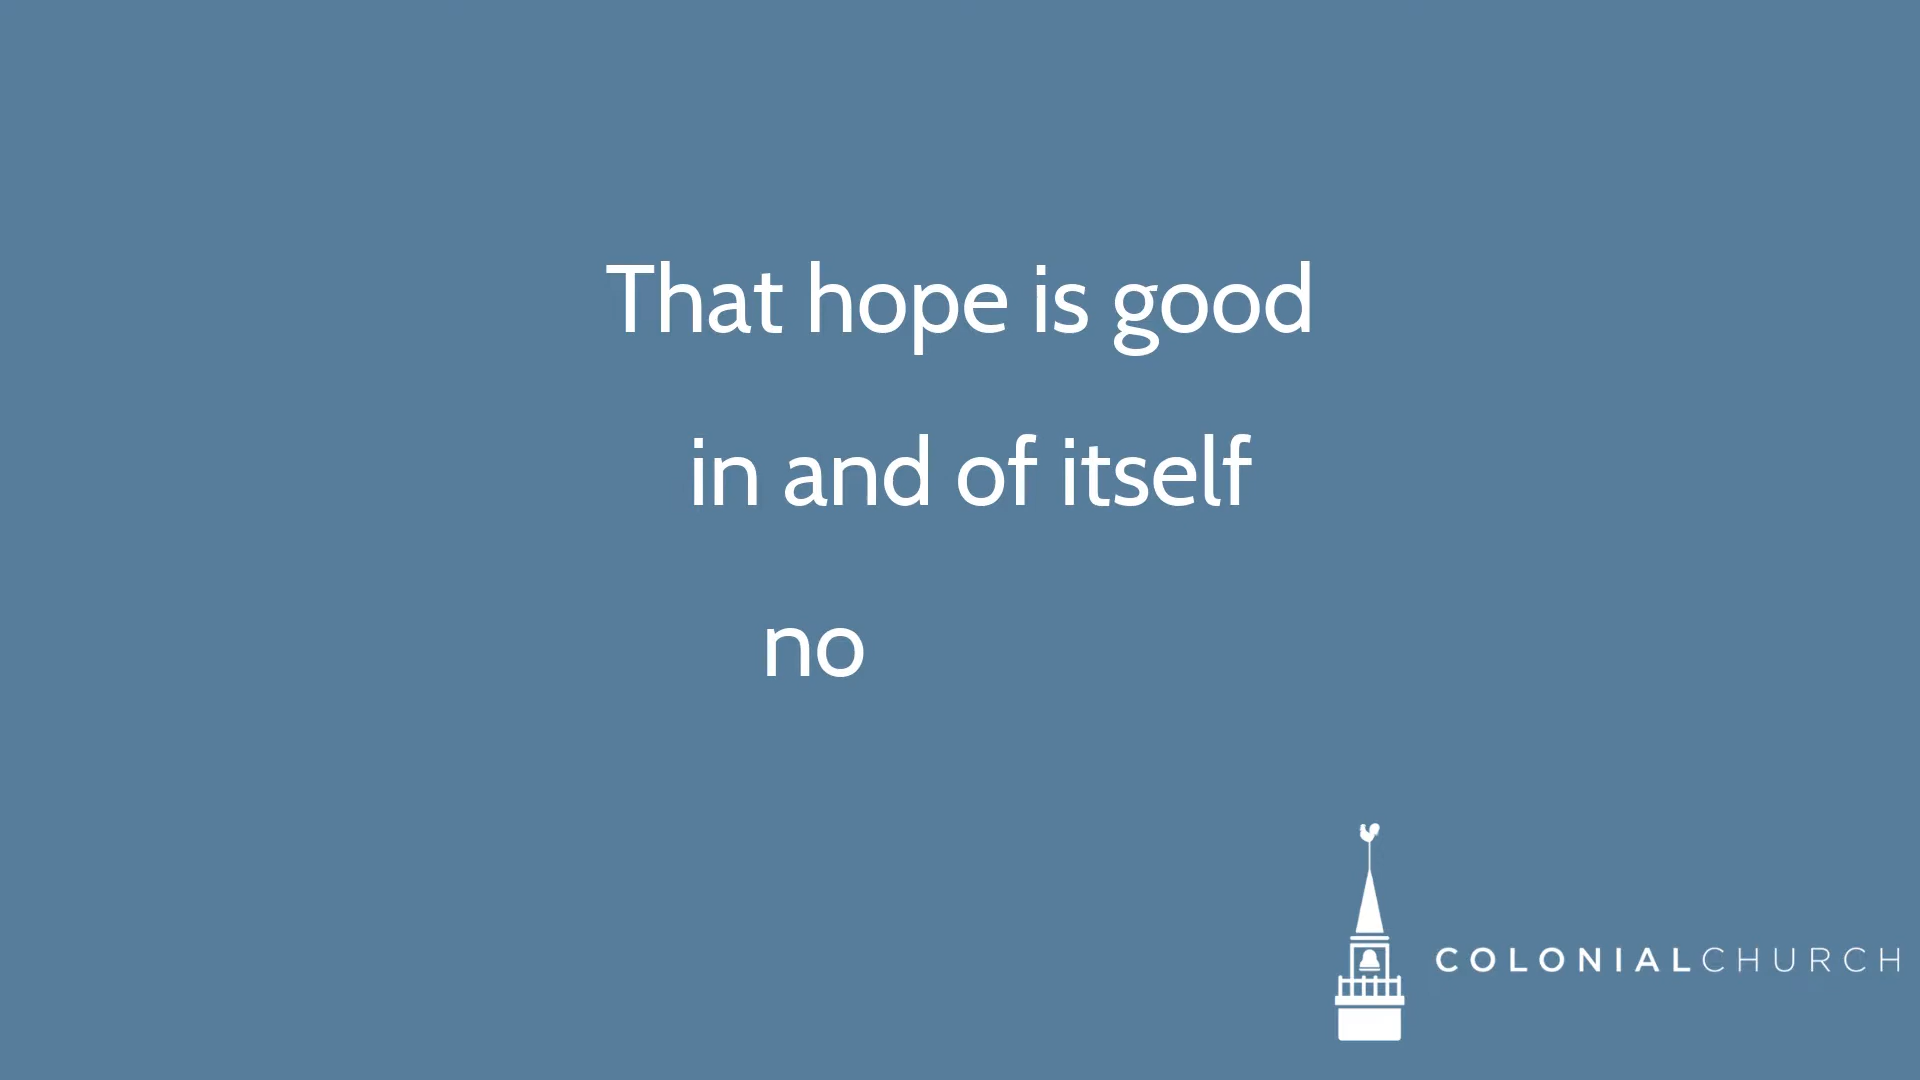 That hope is good
in and of itself
no
COLONIALCHURCH